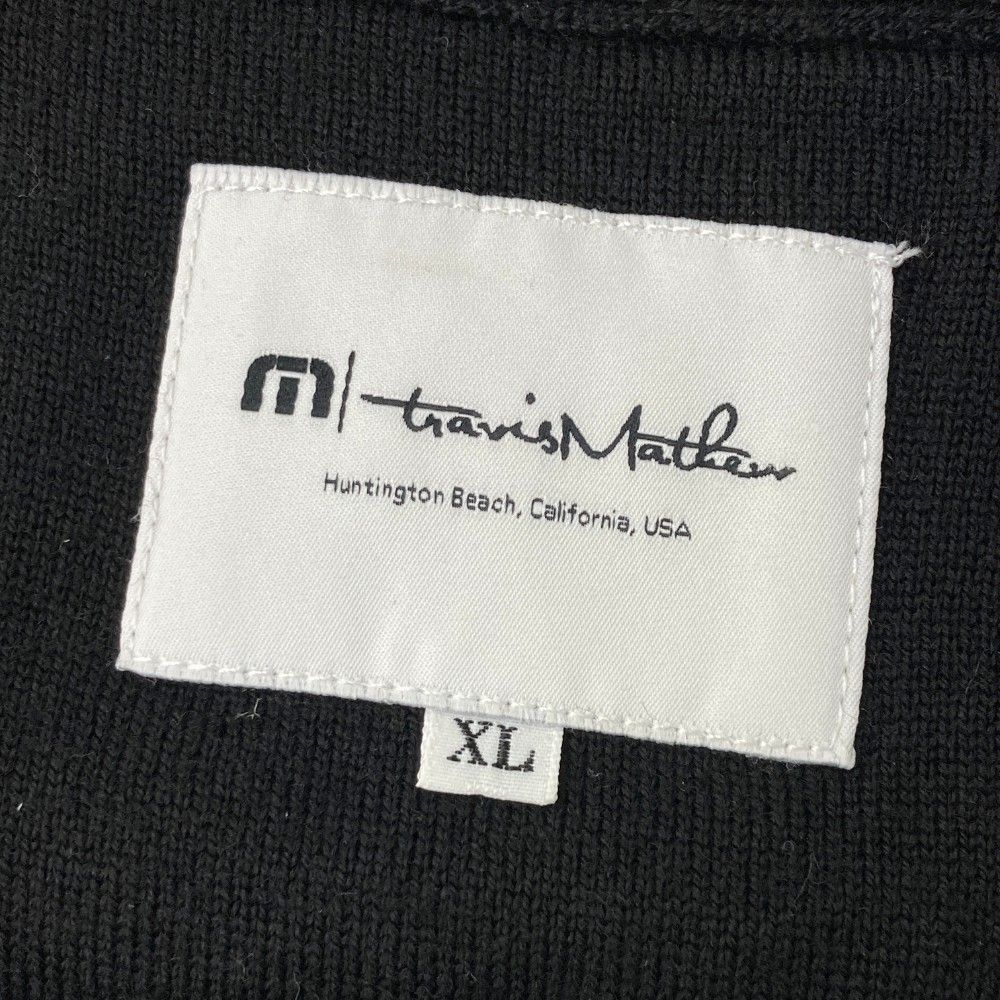 travisMathew
Huntington Beach, California, USA
XL